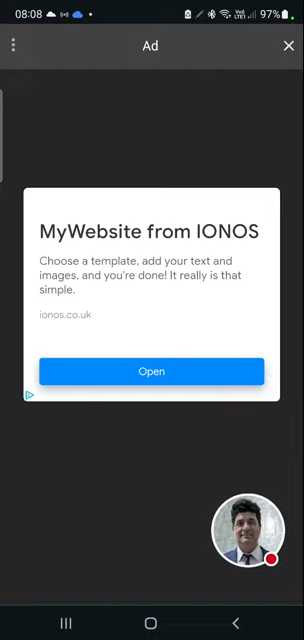 08:08
97%
Ad
MyWebsite from IONOS
Choose a template, add your text and
images, and you're done! It really is that
simple.
ionos.co.uk
Open